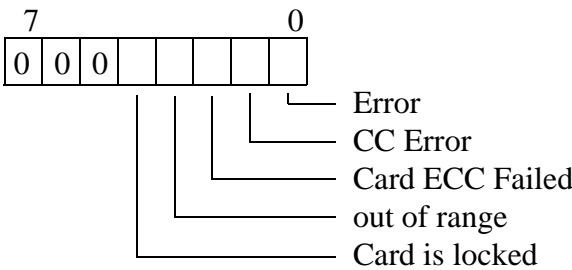 7 0
0 0 0
Error
CC Error
Card ECC Failed
out of range
Card is locked